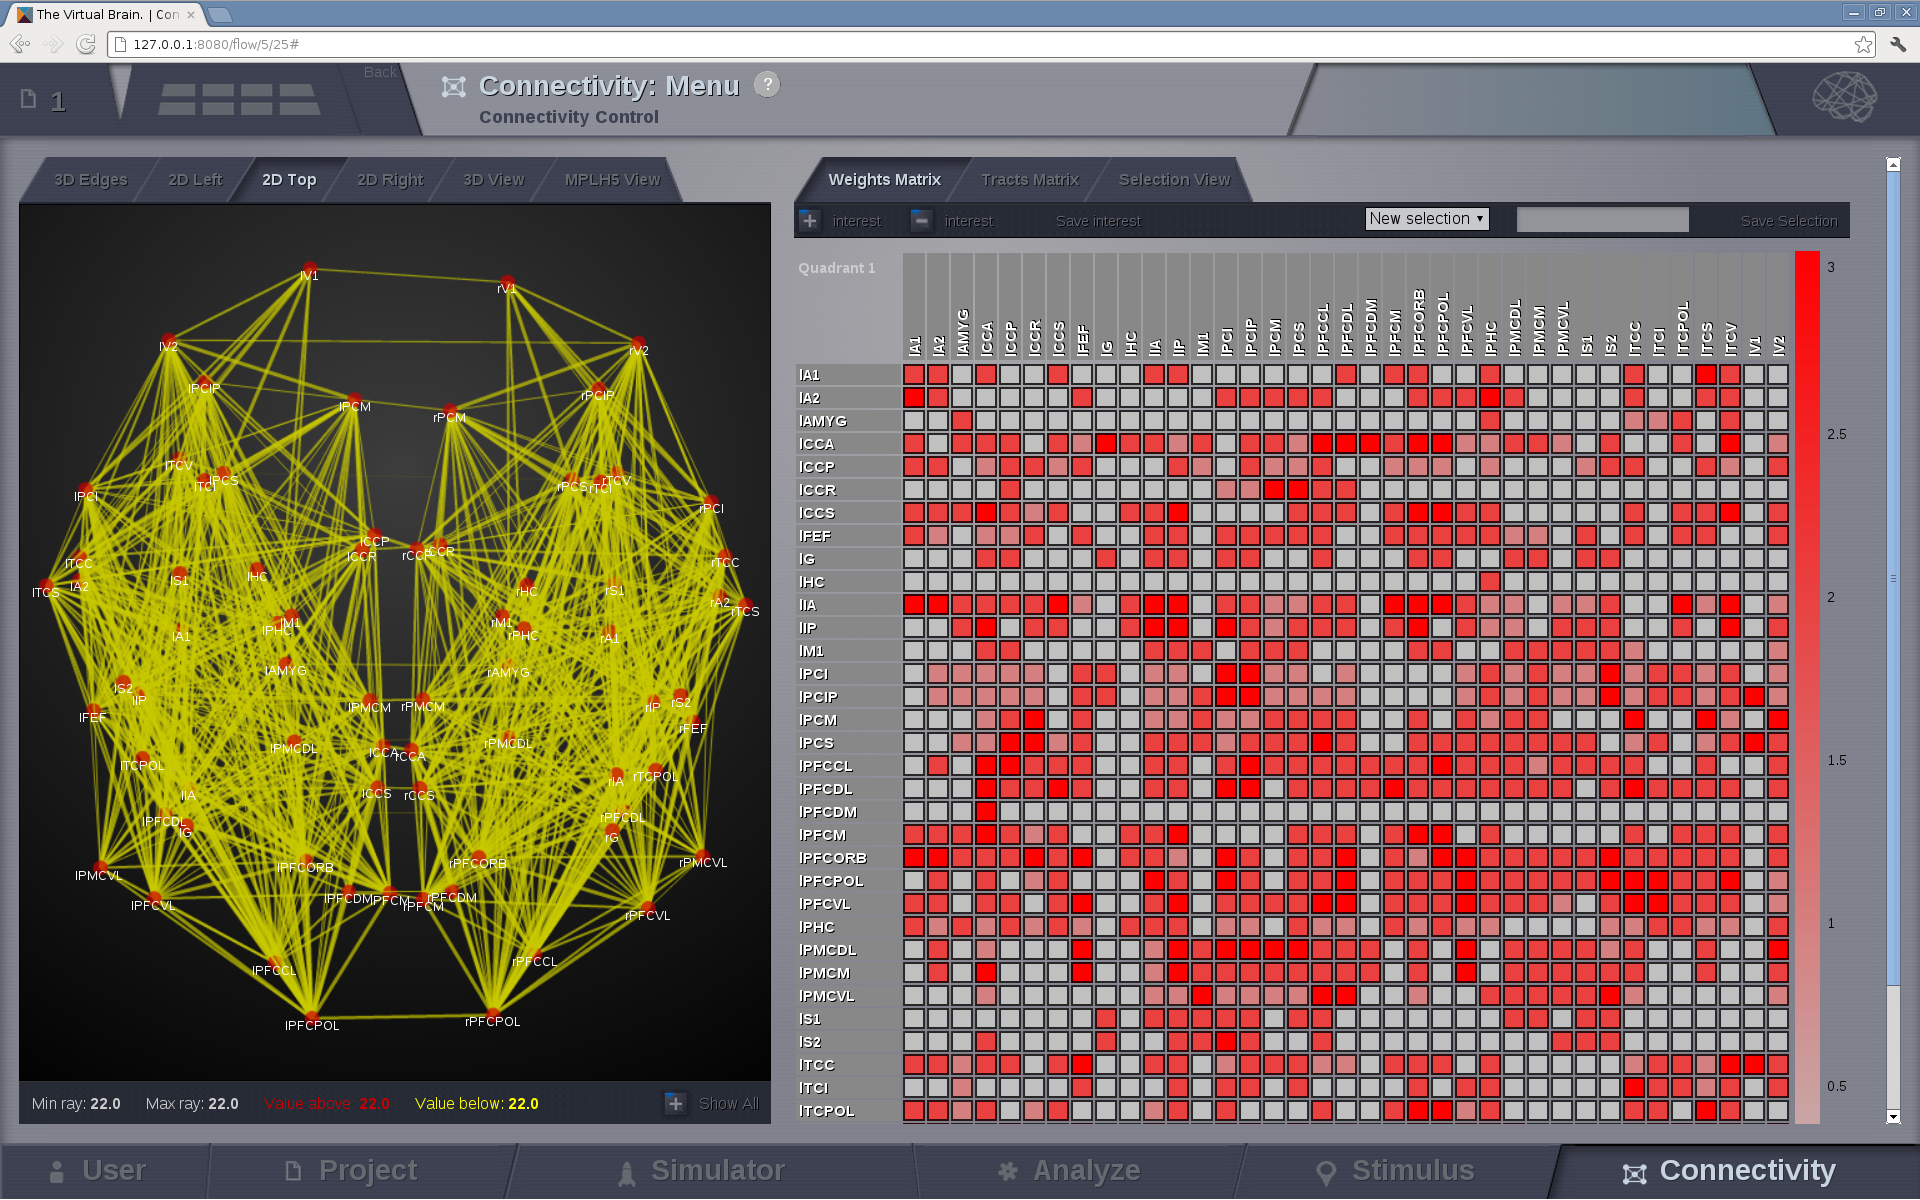 The Virtual Brain. | Con
127.0.0.1:8080/flow/5/25#
1
Back
Connectivity: Menu ?
Connectivity Control
3D Edges 2D Left 2D Top 2D Right 3D View MPLH5 View
Weights Matrix Tracts Matrix Selection View
interest interest Save interest New selection Save Selection
Quadrant 1
lA1 lA2 lAMYG lCCA lCCP lCCR lCCS lFEF lG lHC lIA lIP lM1 lPCI lPCIP lPCM lPCS lPFCCL lPFCDL lPFCDM lPFCM lPFCORB lPFCPOL lPFCVL lPHC lPMCDL lPMCM lPMCVL lS1 lS2 lTCC lTCI lTCPOL lTCS lTCV lV1 lV2
lA1
lA2
lAMYG
lCCA
lCCP
lCCR
lCCS
lFEF
lG
lHC
lIA
lIP
lM1
lPCI
lPCIP
lPCM
lPCS
lPFCCL
lPFCDL
lPFCDM
lPFCM
lPFCORB
lPFCPOL
lPFCVL
lPHC
lPMCDL
lPMCM
lPMCVL
lS1
lS2
lTCC
lTCI
lTCPOL
3
2.5
2
1.5
1
0.5
lV1
rV1
lV2
rV2
lPCIP
rPCIP
lPCM
rPCM
lTCV
lTCI
lPCS
rPCS
rTCI
rTCV
lPCI
rPCI
lCCP
lCCR
rCCP
rCCR
lTCC
rTCC
lS1
lHC
rHC
rS1
lTCS
lA2
rA2
rTCS
lM1
lPHC
rM1
rPHC
lA1
rA1
lAMYG
rAMYG
lS2
lIP
rIP
rS2
lFEF
lPMCM
rPMCM
rFEF
lPMCDL
rPMCDL
lCCA
rCCA
lTCPOL
rTCPOL
rIA
lIA
lCCS
rCCS
lPFCDL
rPFCDL
lG
rG
lPFCORB
rPFCORB
lPMCVL
rPMCVL
lPFCDM
lPFCM
rPFCM
rPFCDM
lPFCVL
rPFCVL
lPFCCL
rPFCCL
lPFCPOL
rPFCPOL
Min ray: 22.0 Max ray: 22.0 Value above: 22.0 Value below: 22.0 Show All
User Project Simulator Analyze Stimulus Connectivity